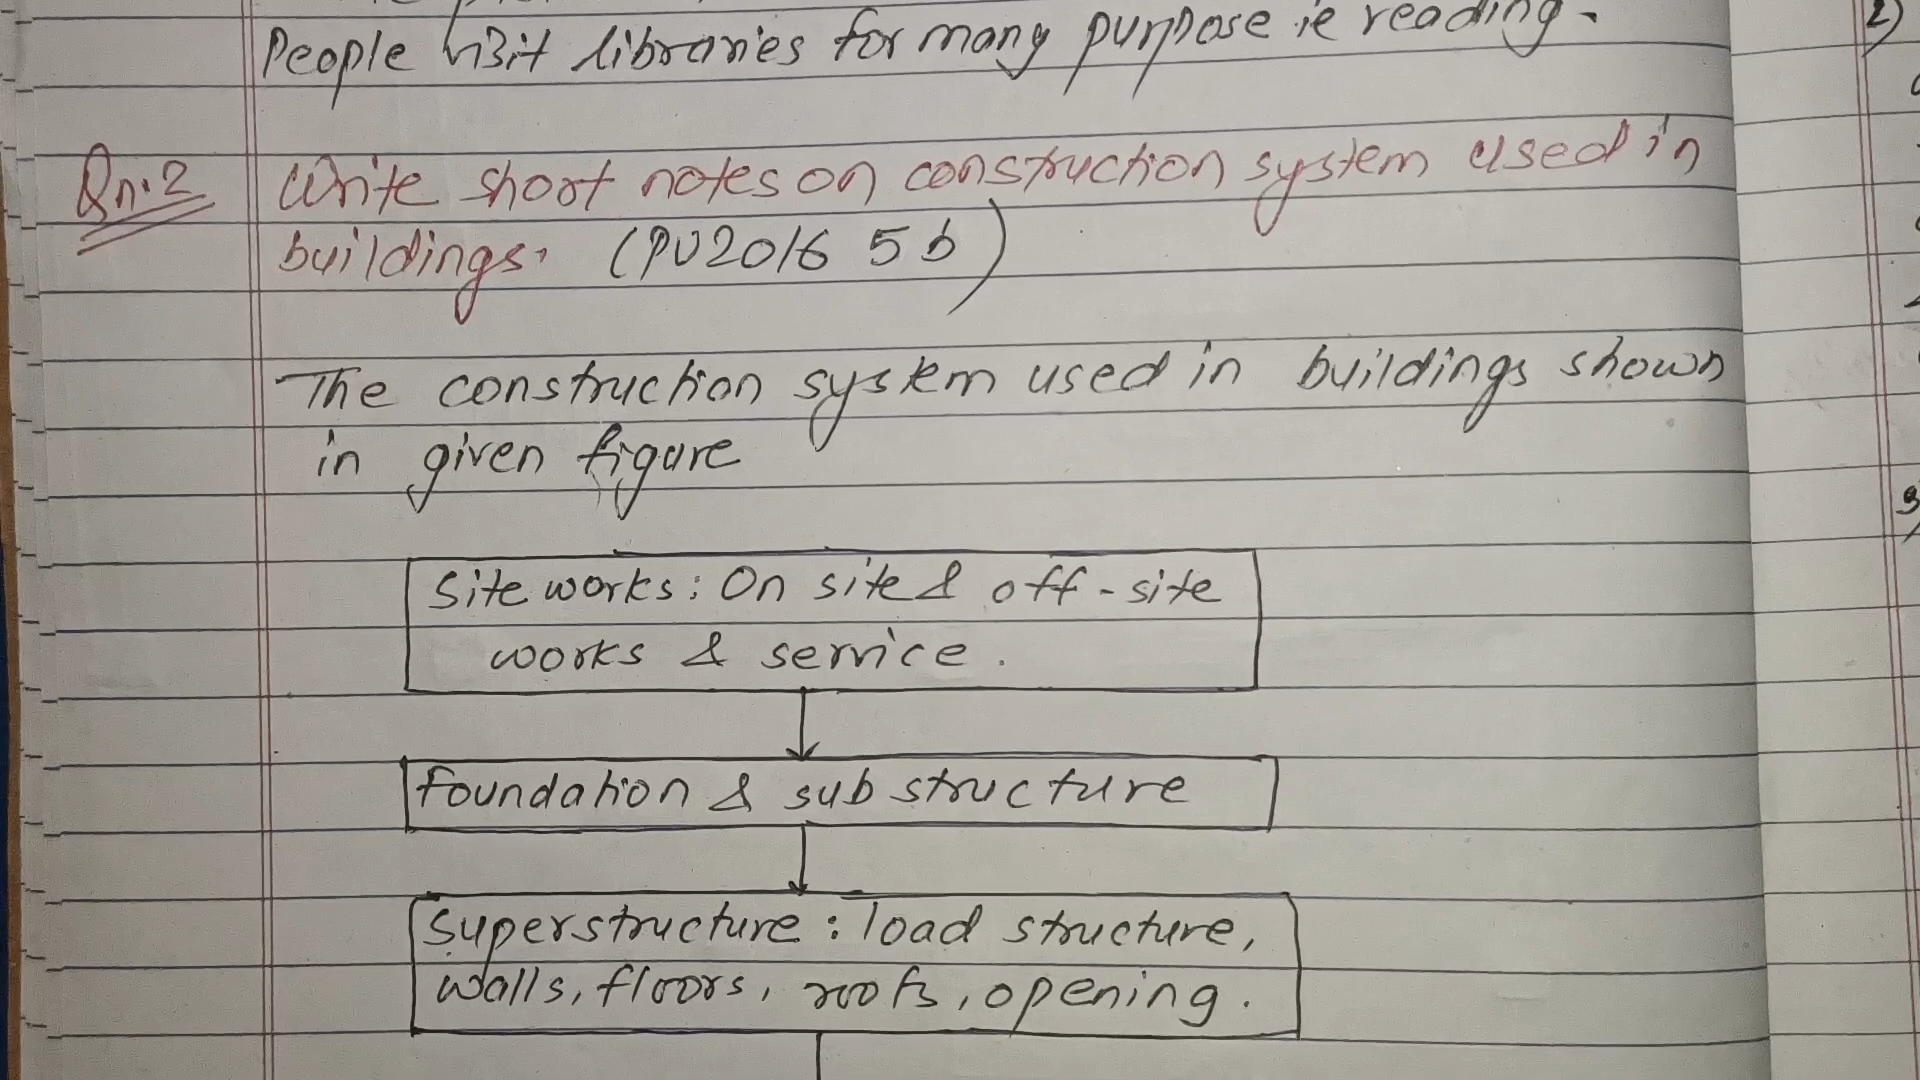 People visit libraries for many purpose ie reading.
Qn.2 Write short notes on construction system used in
buildings. (PU2016 5b)
The construction system used in buildings shown
in given figure
Site works: On site & off-site
works & service.
Foundation & sub structure
Superstructure: load structure,
walls, floors, roofs, opening.
2)